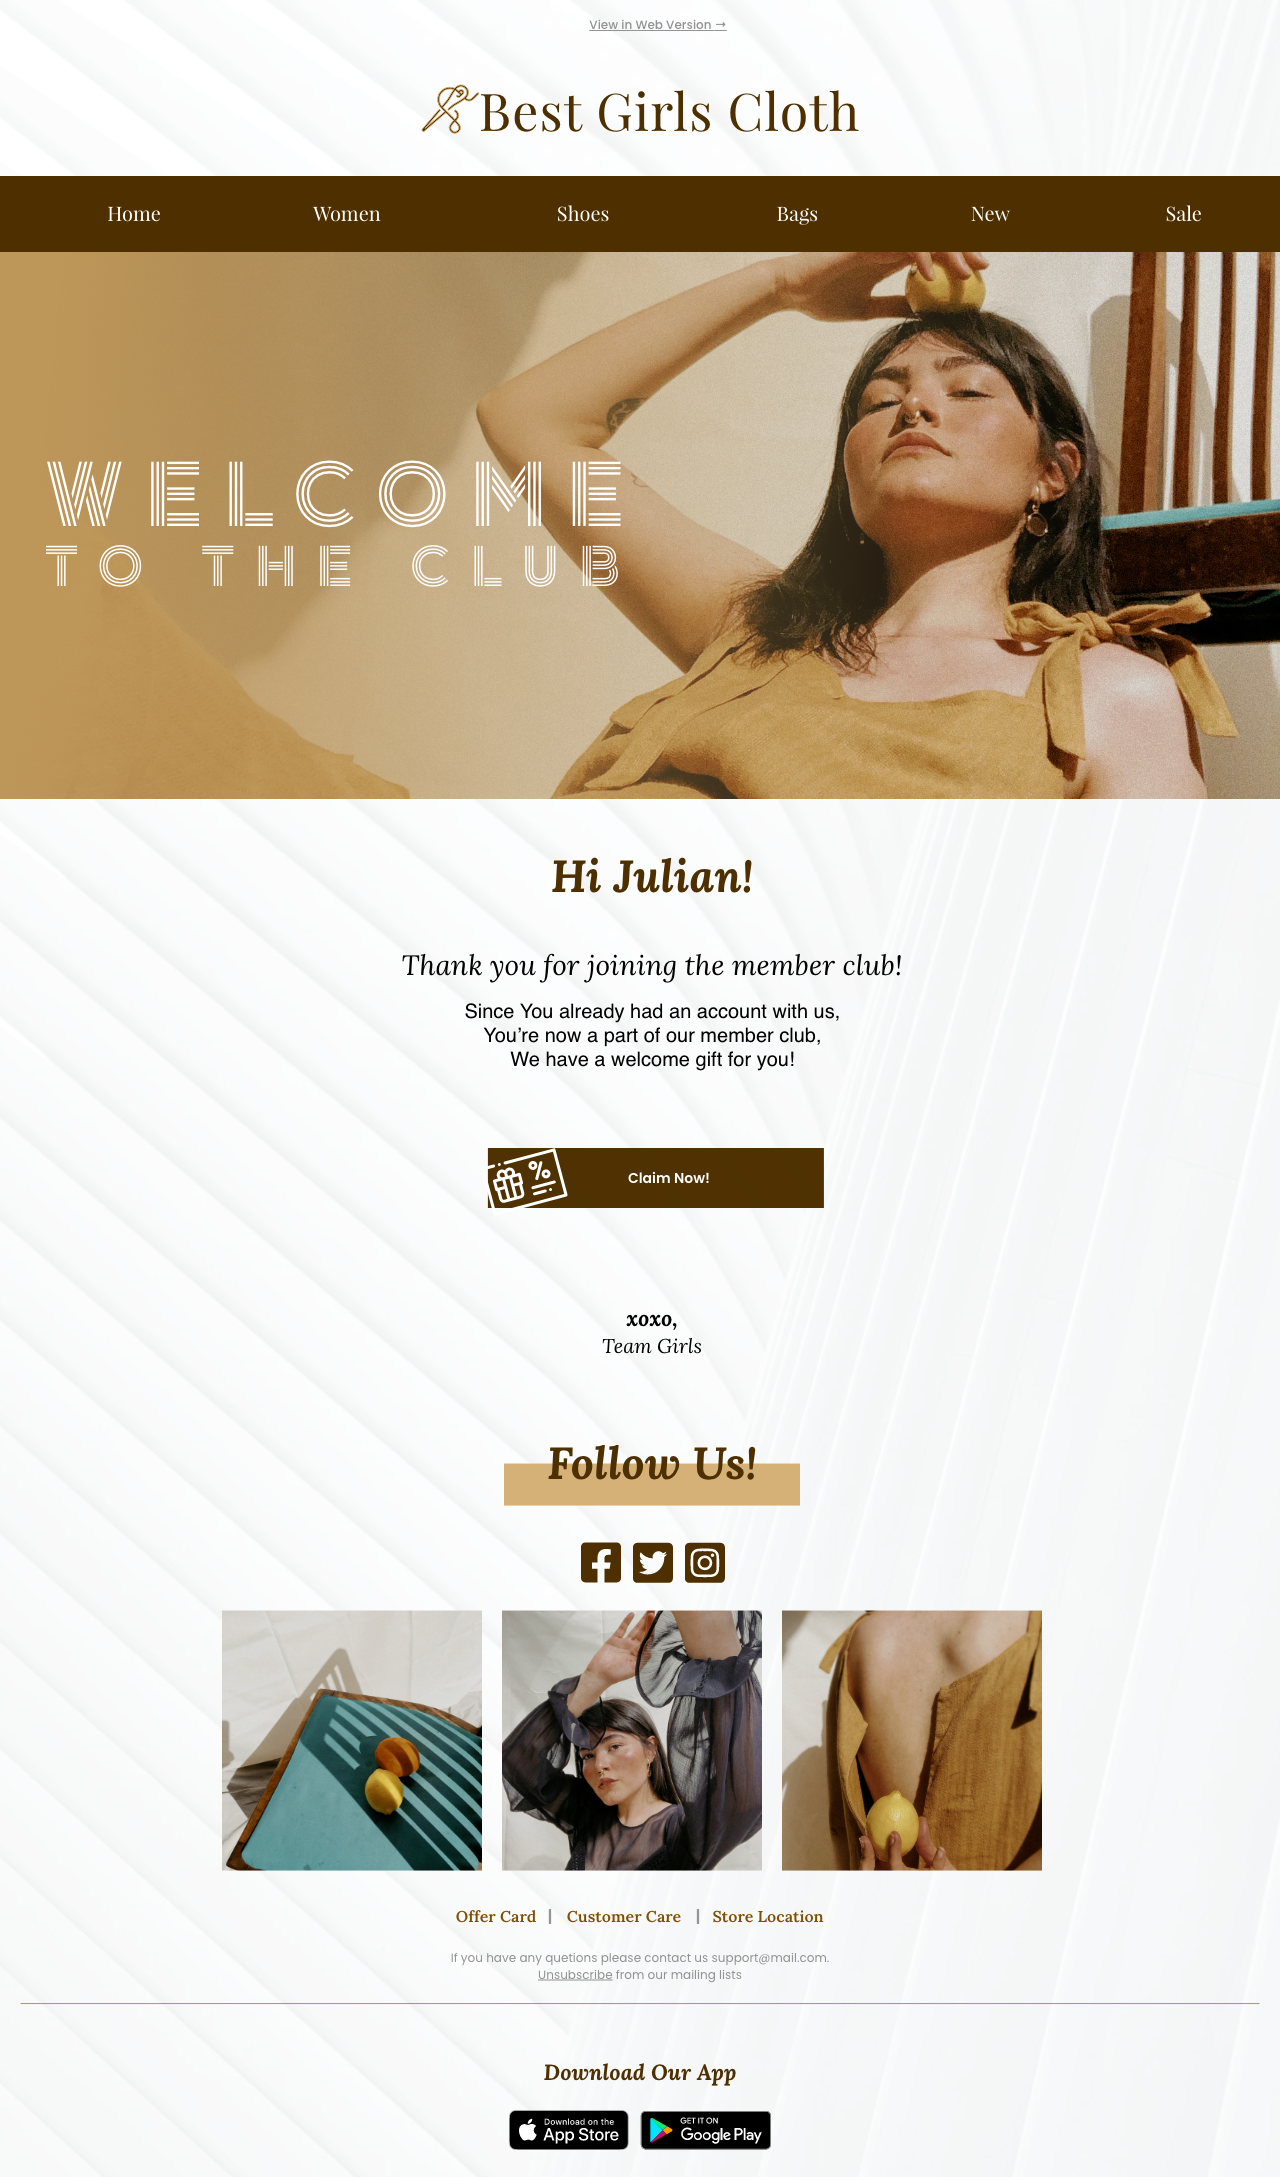 View in Web Version →
Best Girls Cloth
Home Women Shoes Bags New Sale
WELCOME
TO THE CLUB
Hi Julian!
Thank you for joining the member club!
Since You already had an account with us,
You’re now a part of our member club,
We have a welcome gift for you!
%
Claim Now!
xoxo,
Team Girls
Follow Us!
Offer Card | Customer Care | Store Location
If you have any quetions please contact us support@mail.com.
Unsubscribe from our mailing lists
Download Our App
Download on the
App Store
GET IT ON
Google Play